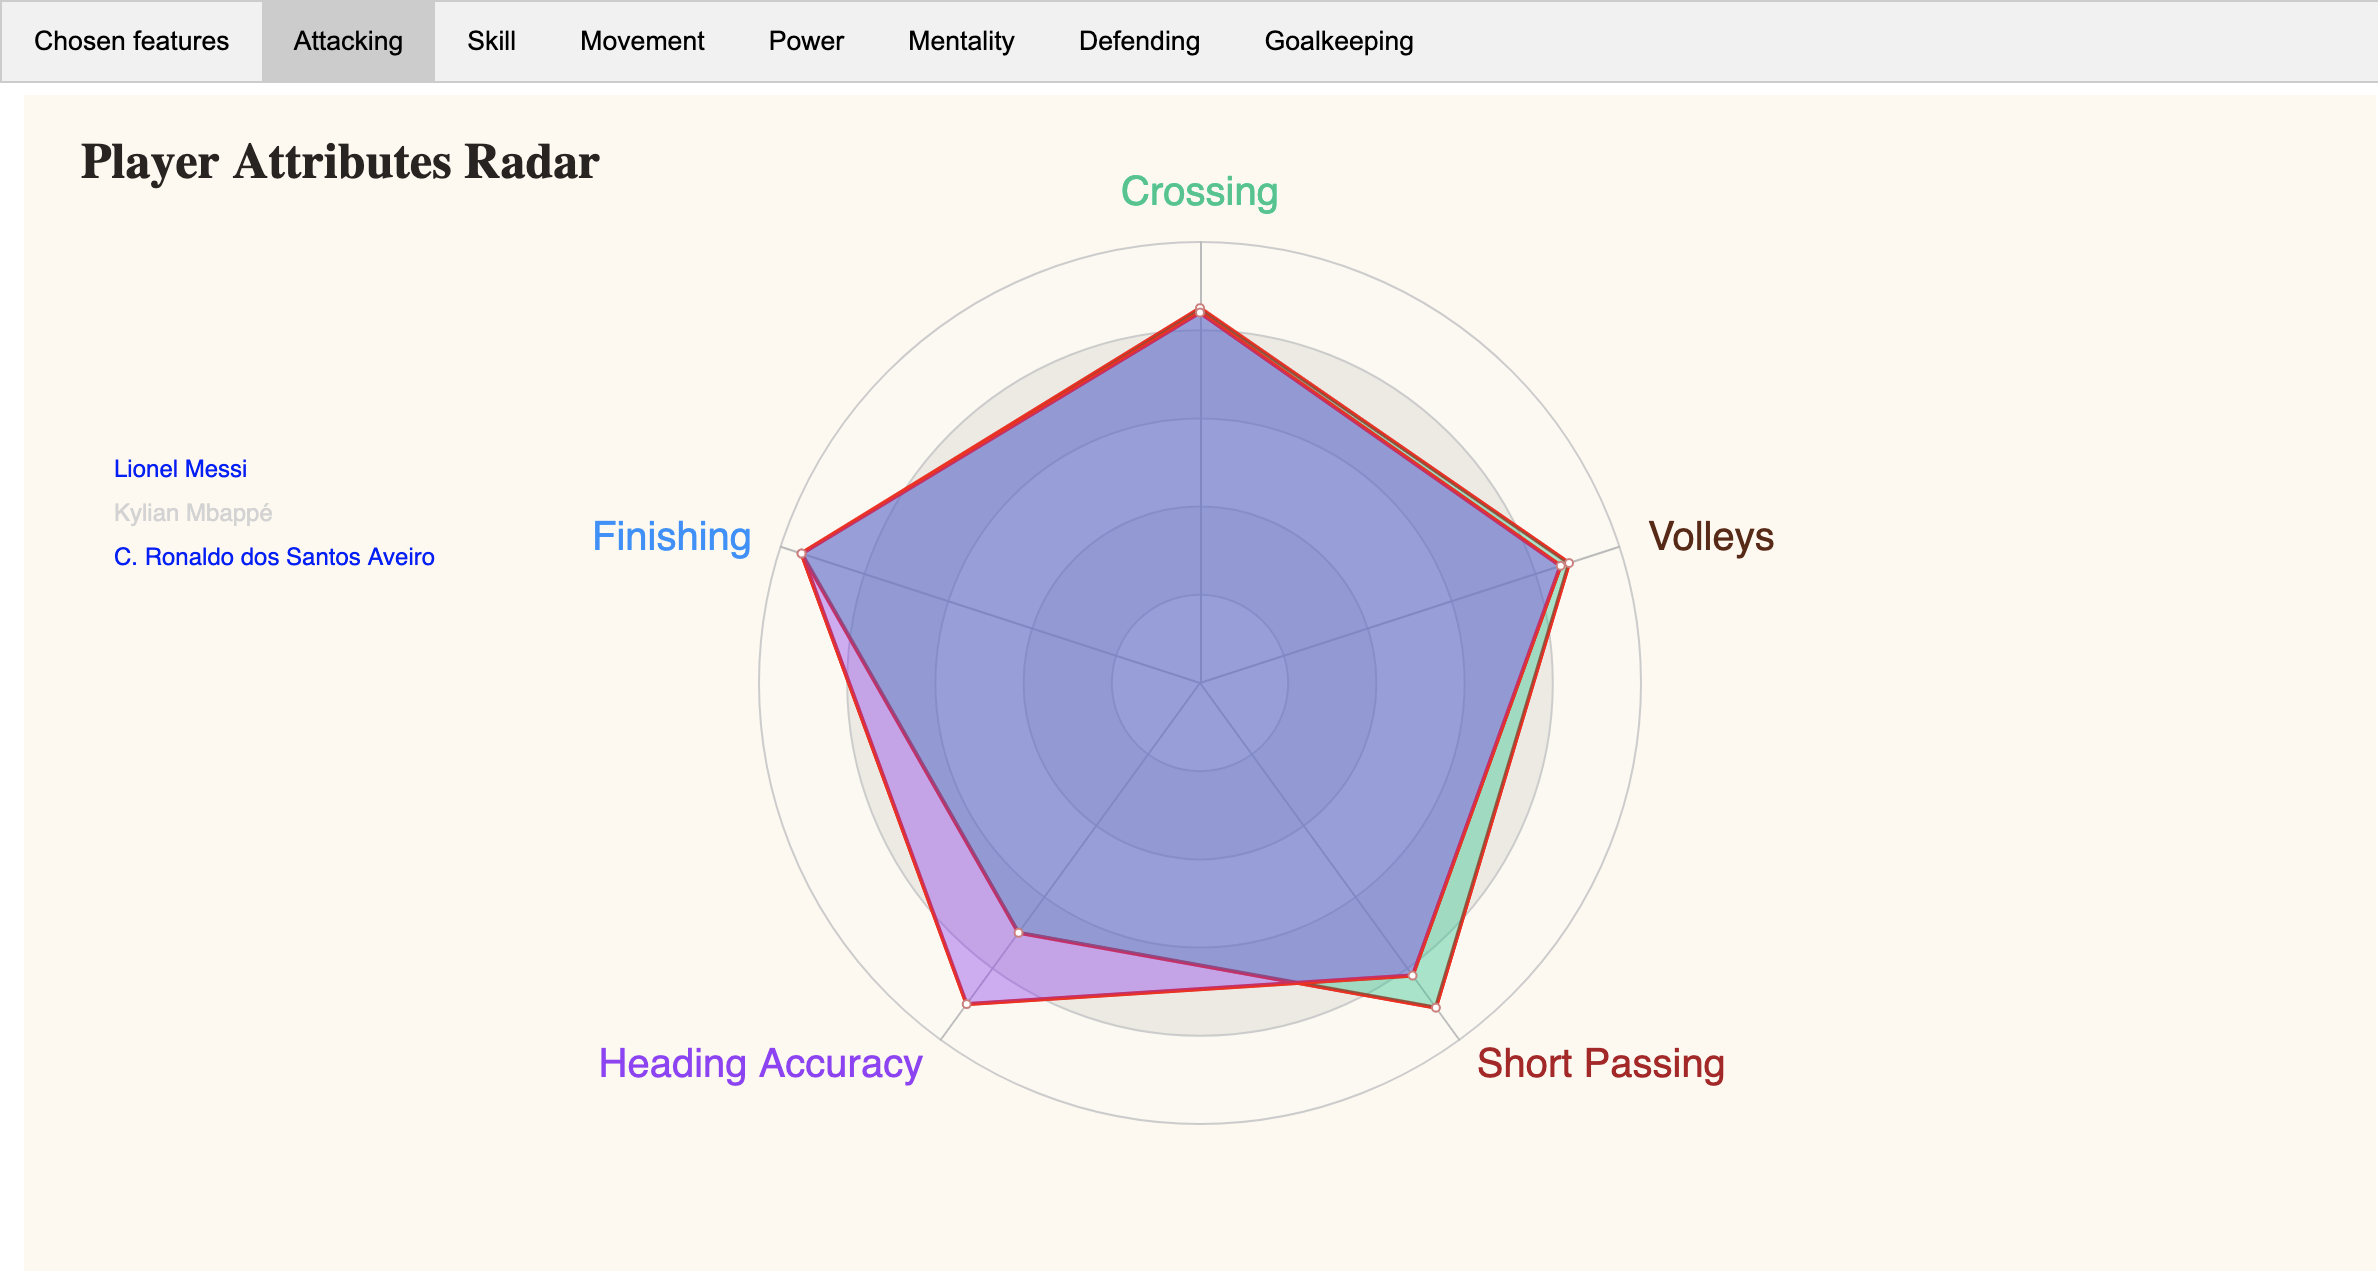 Chosen features Attacking Skill Movement Power Mentality Defending Goalkeeping
Player Attributes Radar
Crossing
Lionel Messi
Kylian Mbappé
C. Ronaldo dos Santos Aveiro
Finishing
Volleys
Heading Accuracy
Short Passing